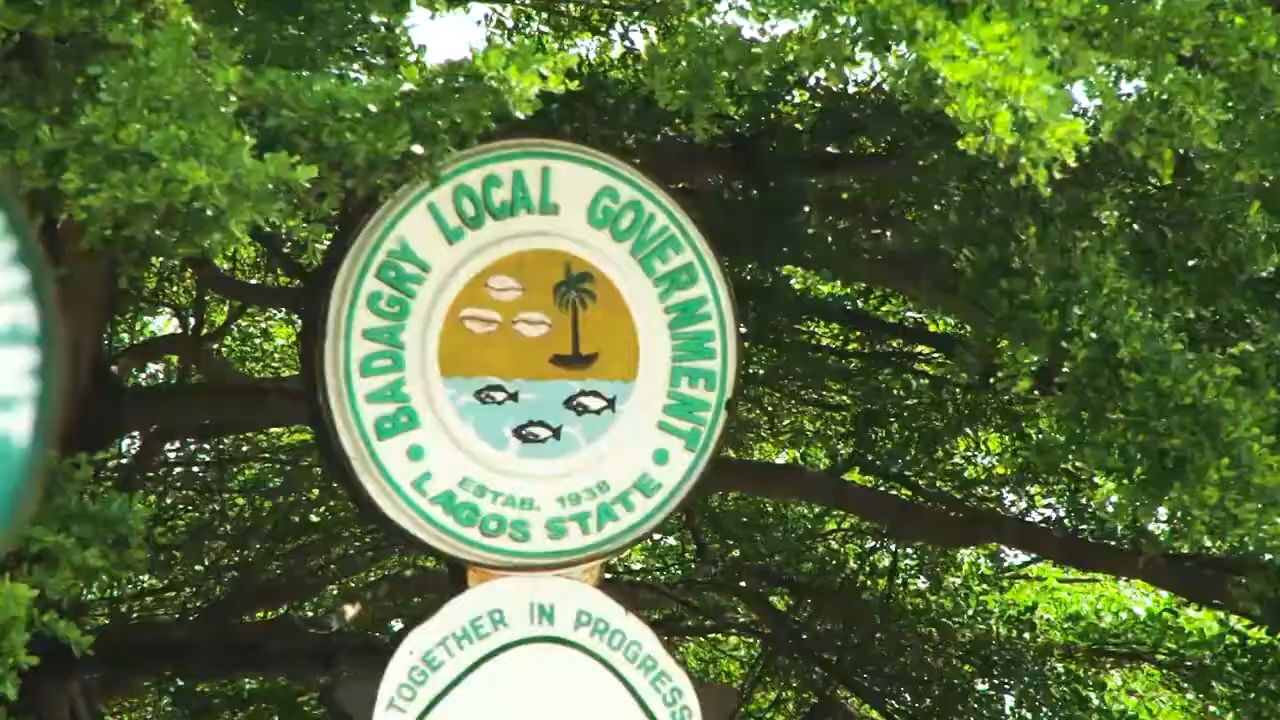 BADAGRY LOCAL GOVERNMENT
ESTAB. 1938
LAGOS STATE
TOGETHER IN PROGRESS